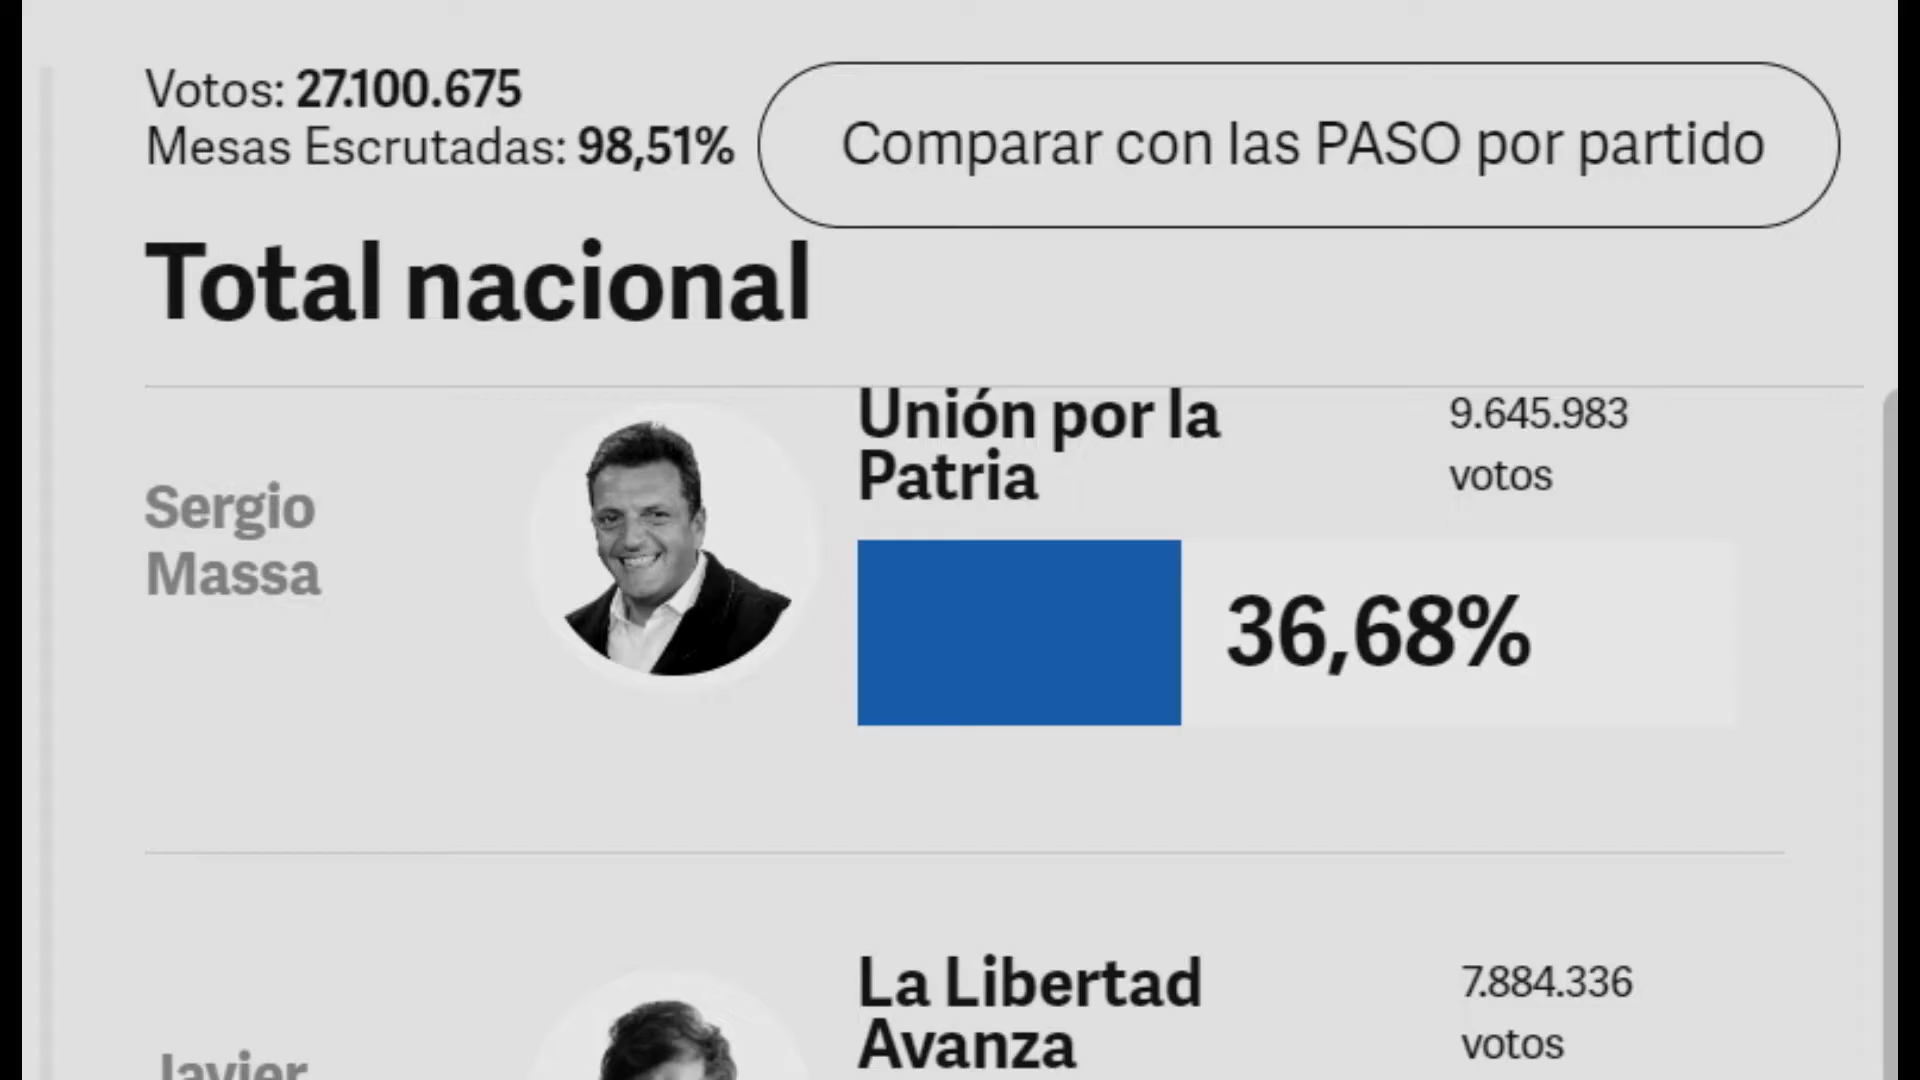 Votos: 27.100.675
Mesas Escrutadas: 98,51%
Comparar con las PASO por partido
Total nacional
Sergio
Massa
Unión por la
Patria
9.645.983
votos
36,68%
Javier
La Libertad
Avanza
7.884.336
votos